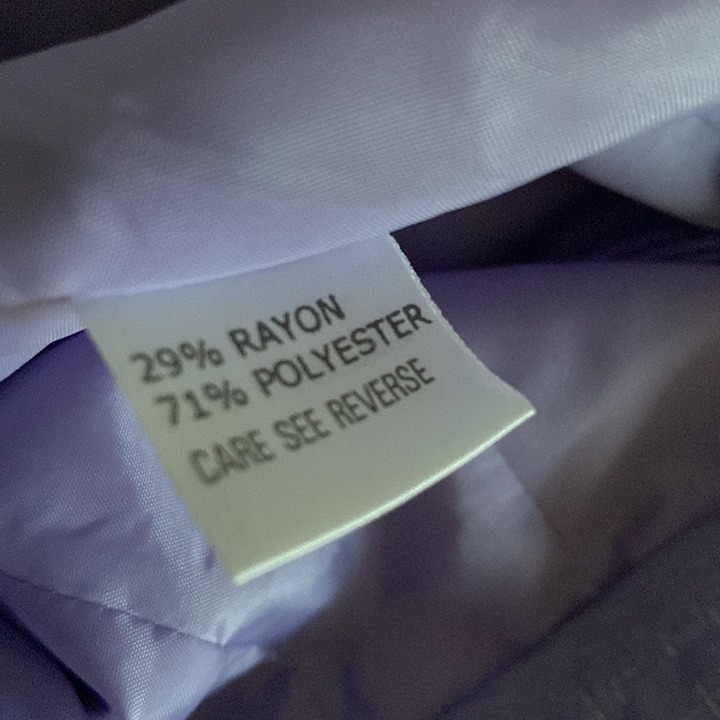 29% RAYON
71% POLYESTER
CARE SEE REVERSE